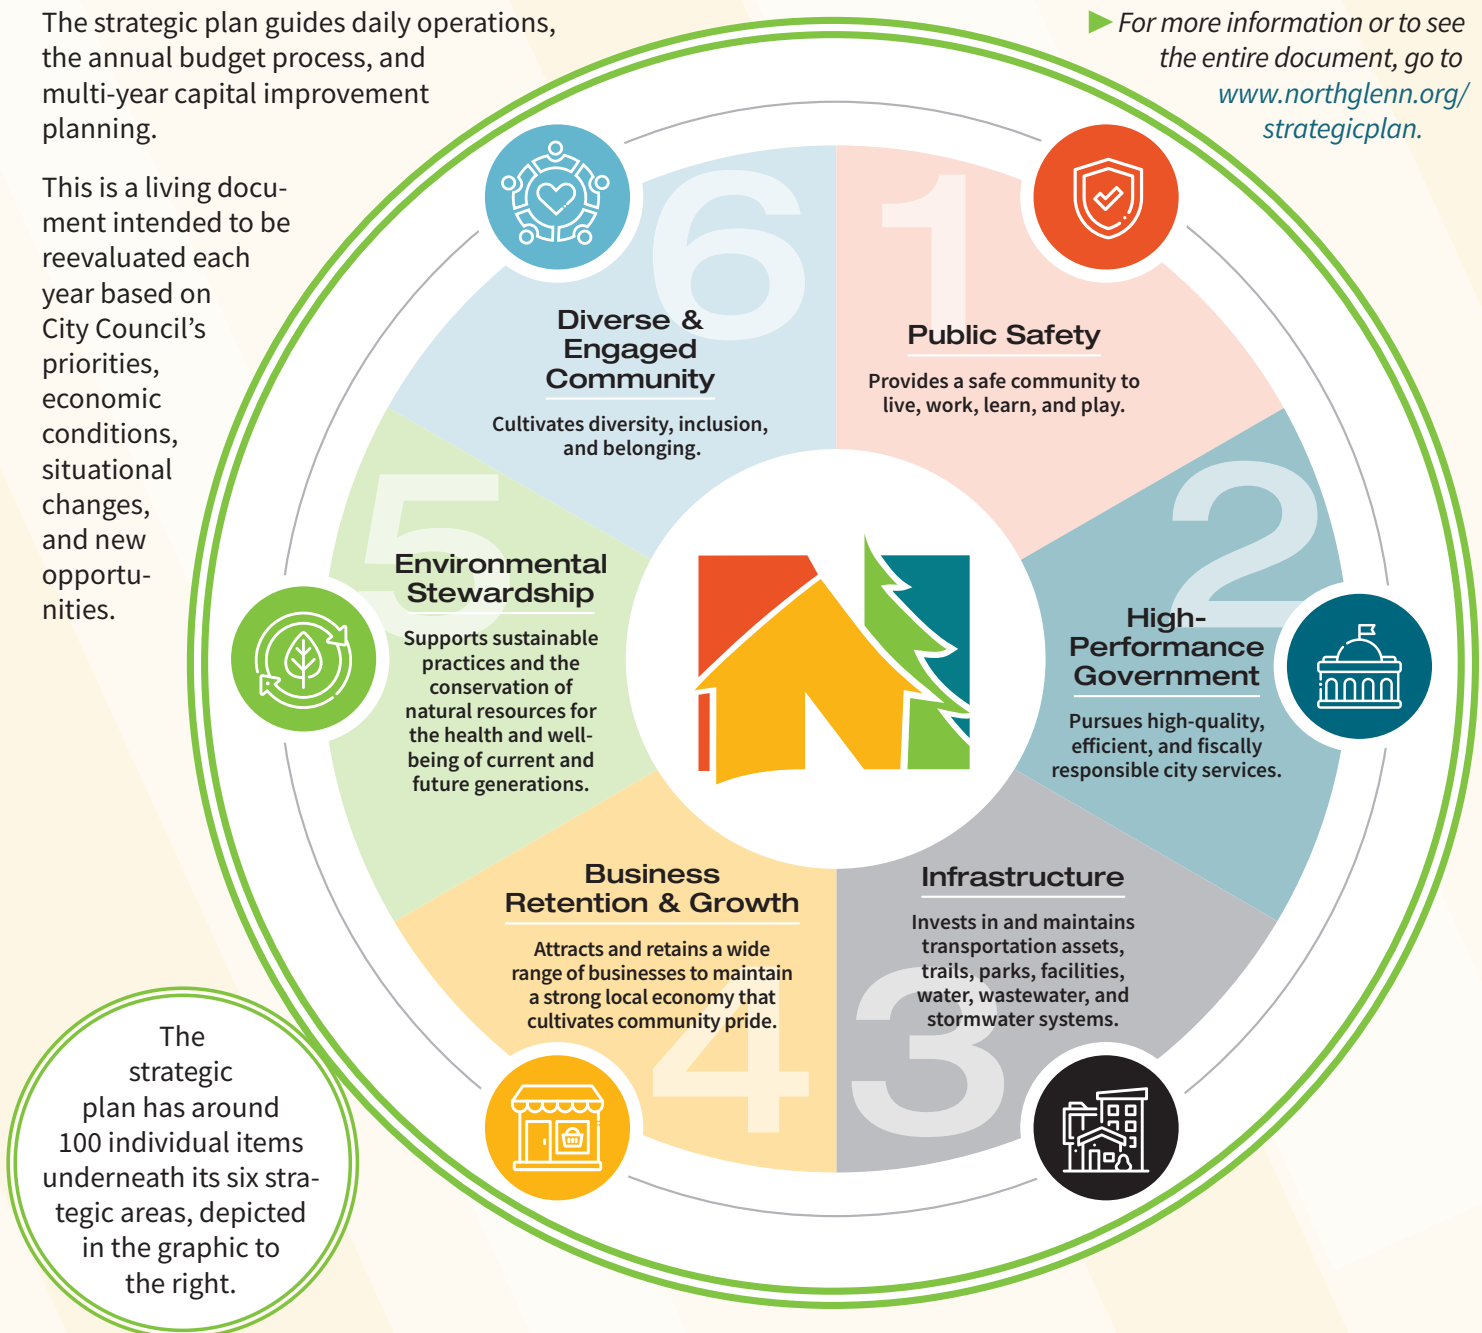 The strategic plan guides daily operations,
the annual budget process, and
multi-year capital improvement
planning.
This is a living docu-
ment intended to be
reevaluated each
year based on
City Council’s
priorities,
economic
conditions,
situational
changes,
and new
opportu-
nities.
▶ For more information or to see
the entire document, go to
www.northglenn.org/
strategicplan.
1
Public Safety
Provides a safe community to
live, work, learn, and play.
2
High-
Performance
Government
Pursues high-quality,
efficient, and fiscally
responsible city services.
3
Infrastructure
Invests in and maintains
transportation assets,
trails, parks, facilities,
water, wastewater, and
stormwater systems.
4
Business
Retention & Growth
Attracts and retains a wide
range of businesses to maintain
a strong local economy that
cultivates community pride.
5
Environmental
Stewardship
Supports sustainable
practices and the
conservation of
natural resources for
the health and well-
being of current and
future generations.
6
Diverse &
Engaged
Community
Cultivates diversity, inclusion,
and belonging.
The
strategic
plan has around
100 individual items
underneath its six stra-
tegic areas, depicted
in the graphic to
the right.